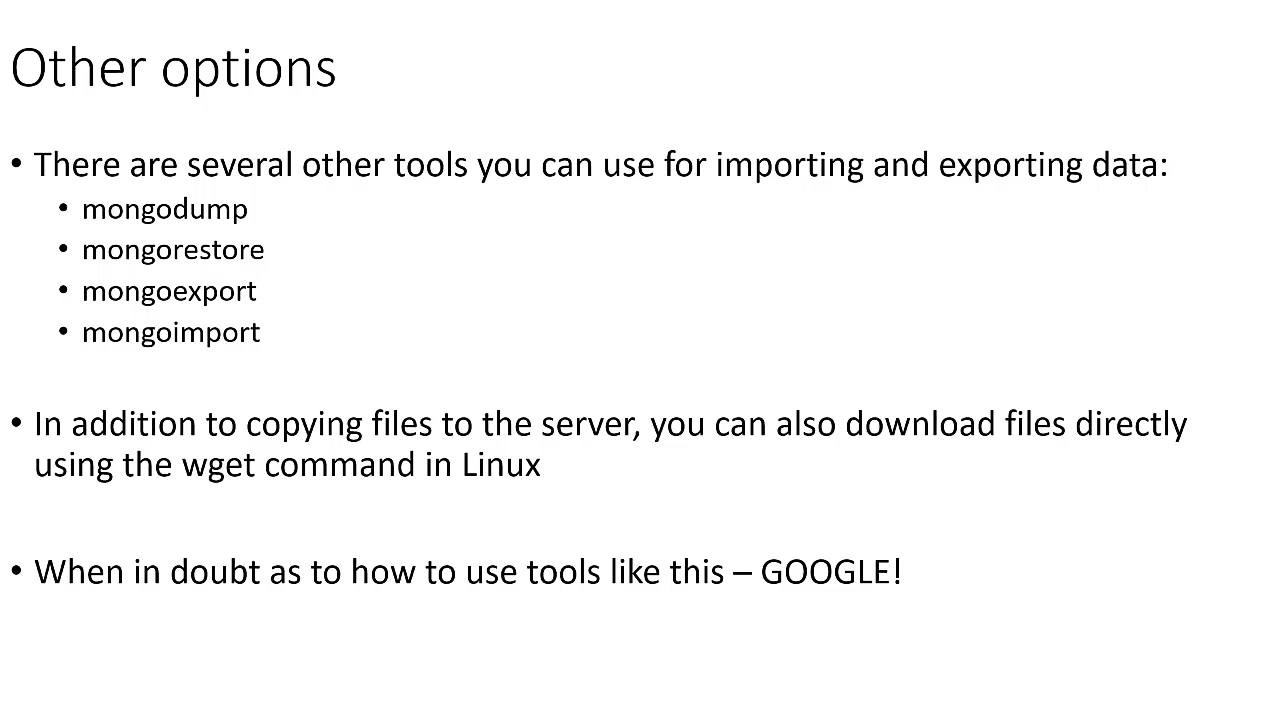 Other options
• There are several other tools you can use for importing and exporting data:
• mongodump
• mongorestore
• mongoexport
• mongoimport
• In addition to copying files to the server, you can also download files directly
using the wget command in Linux
• When in doubt as to how to use tools like this – GOOGLE!